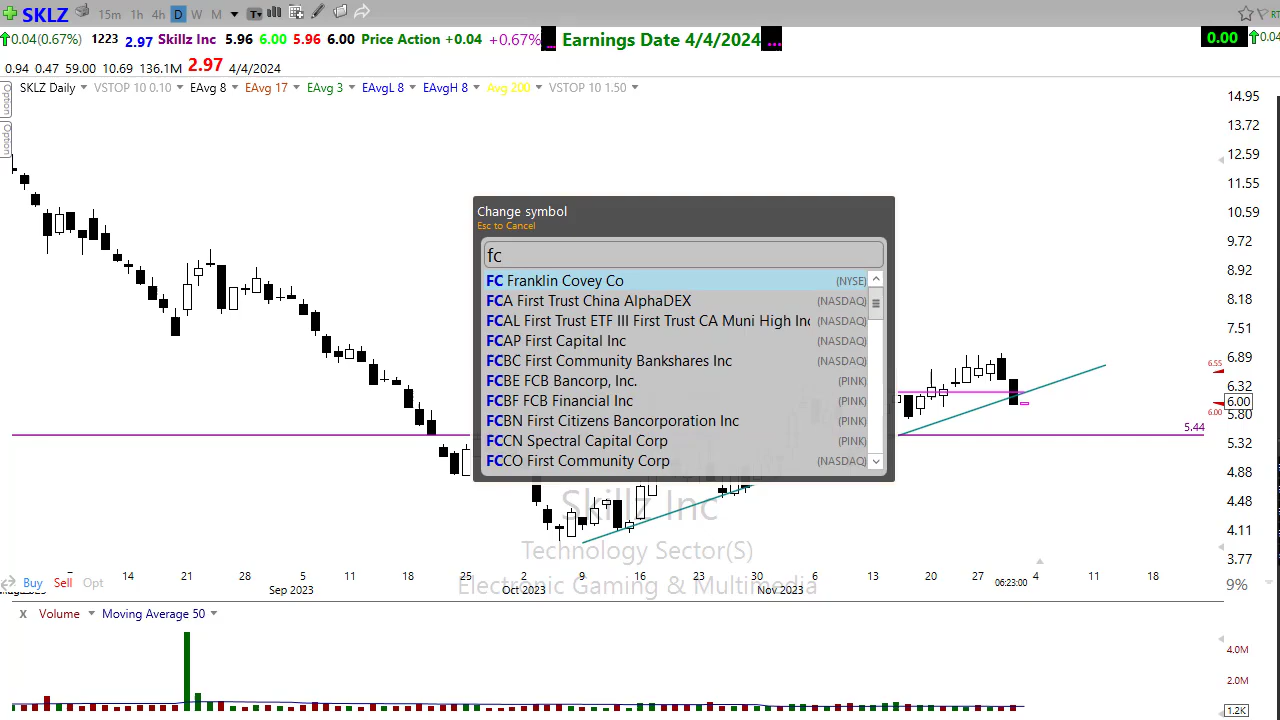 SKLZ 15m 1h 4h D W M T
0.04(0.67%) 1223 2.97 Skillz Inc 5.96 6.00 5.96 6.00 Price Action +0.04 +0.67% ... Earnings Date 4/4/2024 ... 0.00 0.04
0.94 0.47 59.00 10.69 136.1M 2.97 4/4/2024
SKLZ Daily VSTOP 10 0.10 EAvg 8 EAvg 17 EAvg 3 EAvgL 8 EAvgH 8 Avg 200 VSTOP 10 1.50
Option
Option
14.95
13.72
12.59
11.55
10.59
9.72
8.92
8.18
7.51
6.89
6.55
6.32
6.00
6.00
5.80
5.44
5.32
4.88
4.48
4.11
3.77
Change symbol
Esc to Cancel
fc
FC Franklin Covey Co (NYSE)
FCA First Trust China AlphaDEX (NASDAQ)
FCAL First Trust ETF III First Trust CA Muni High Inc (NASDAQ)
FCAP First Capital Inc (NASDAQ)
FCBC First Community Bankshares Inc (NASDAQ)
FCBE FCB Bancorp, Inc. (PINK)
FCBF FCB Financial Inc (PINK)
FCBN First Citizens Bancorporation Inc (PINK)
FCCN Spectral Capital Corp (PINK)
FCCO First Community Corp (NASDAQ)
Skillz Inc
Technology Sector(S)
Electronic Gaming & Multimedia
Buy Sell Opt
7 14 21 28 5 11 18 25 2 9 16 23 30 6 13 20 27 06:23:00 4 11 18 9%
Sep 2023 Oct 2023 Nov 2023
X Volume Moving Average 50
4.0M
2.0M
1.2K